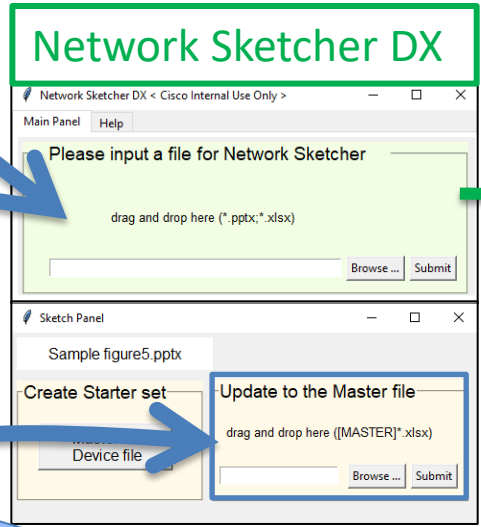 Network Sketcher DX
Network Sketcher DX < Cisco Internal Use Only >
Main Panel Help
Please input a file for Network Sketcher
drag and drop here (*.pptx;*.xlsx)
Browse ... Submit
Sketch Panel
Sample figure5.pptx
Create Starter set
Update to the Master file
drag and drop here ([MASTER]*.xlsx)
Device file
Browse ... Submit